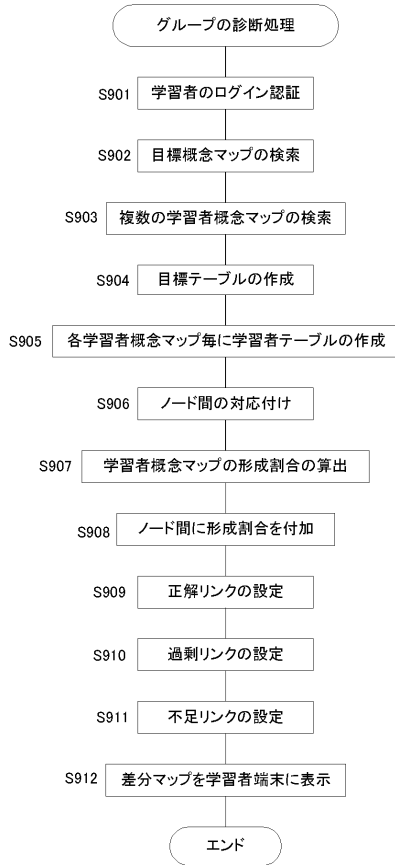 グループの診断処理
S901 学習者のログイン認証
S902 目標概念マップの検索
S903 複数の学習者概念マップの検索
S904 目標テーブルの作成
S905 各学習者概念マップ毎に学習者テーブルの作成
S906 ノード間の対応付け
S907 学習者概念マップの形成割合の算出
S908 ノード間に形成割合を付加
S909 正解リンクの設定
S910 過剰リンクの設定
S911 不足リンクの設定
S912 差分マップを学習者端末に表示
エンド